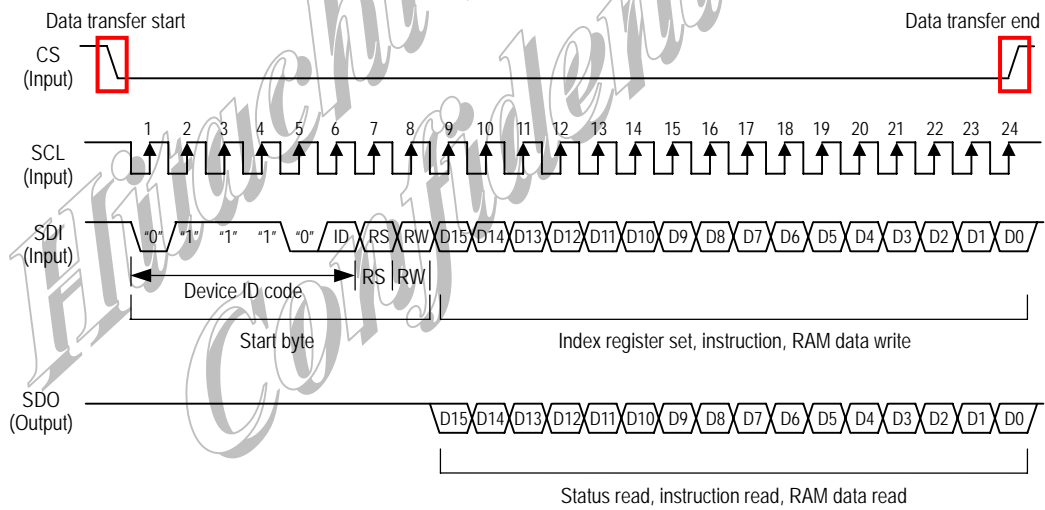 Data transfer start
Data transfer end
CS
(Input)
1 2 3 4 5 6 7 8 9 10 11 12 13 14 15 16 17 18 19 20 21 22 23 24
SCL
(Input)
SDI
(Input)
"0" "1" "1" "1" "0" ID RS RW D15 D14 D13 D12 D11 D10 D9 D8 D7 D6 D5 D4 D3 D2 D1 D0
Device ID code
RS RW
Start byte
Index register set, instruction, RAM data write
SDO
(Output)
D15 D14 D13 D12 D11 D10 D9 D8 D7 D6 D5 D4 D3 D2 D1 D0
Status read, instruction read, RAM data read